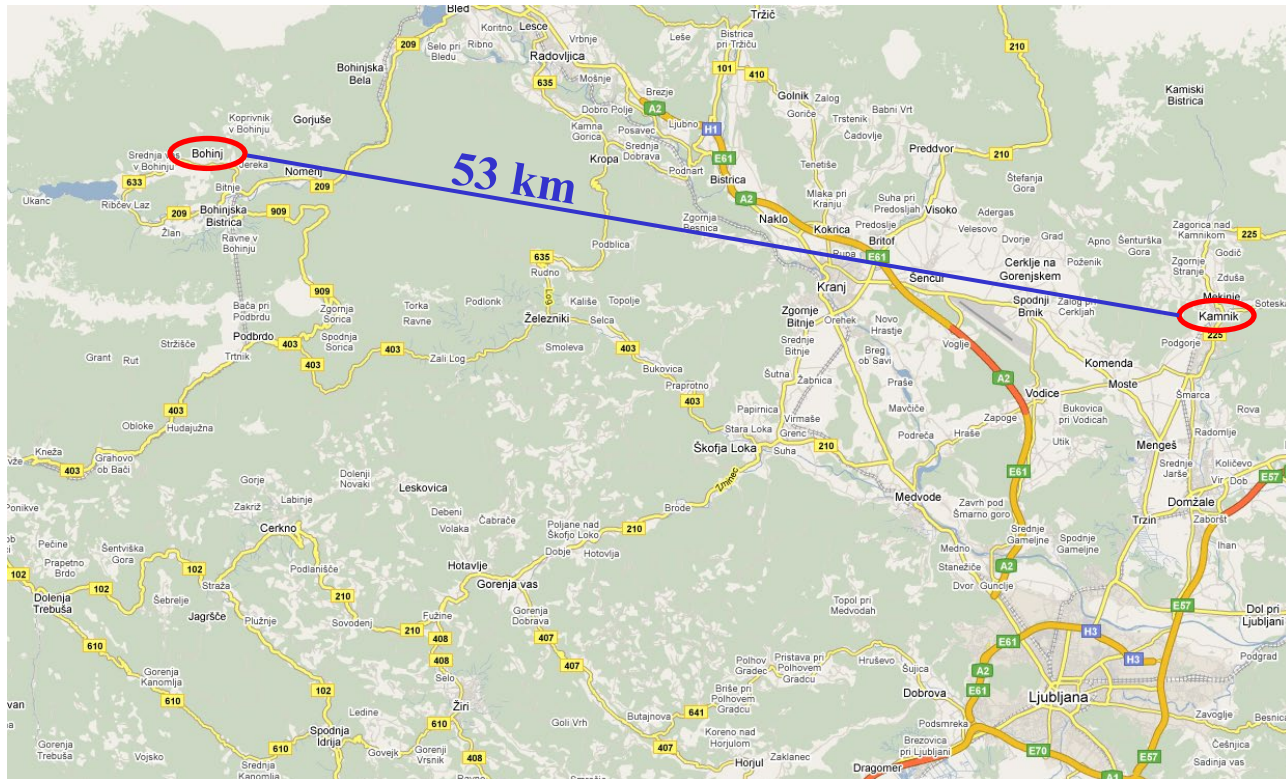 Bled
Lesce
Koritno
Vrbnje
Tržič
Leše
Bistrica
pri Tržiču
210
209
Selo pri
Bledu
Ribno
Radovljica
Bohinjska
Bela
Mošnje
635
101
410
Brezje
A2
Golnik
Zalog
Goriče
Trstenik
Babni Vrt
Čadovlje
Kamniski
Bistrica
Koprivnik
v Bohinju
Gorjuše
Dobro Polje
Kamna
Gorica
Posavec
Ljubno
H1
Srednja
Dobrava
Kropa
Podnart
E61
Bistrica
Tenetiše
Preddvor
210
Srednja vas
v Bohinju
Bohinj
Jereka
Nomenj
209
53 km
633
Ukanc
Ribčev Laz
Bitnje
209
Bohinjska
Bistrica
909
Žlan
Ravne v
Bohinju
Štefanja
Gora
Mlaka pri
Kranju
Suha pri
Predosljah
A2
Naklo
Zgornja
Besnica
Kokrica
Predoslje
Visoko
Adergas
Velesovo
Britof
Dvorje
Grad
Apno
Šenturška
Gora
Zagorica nad
Kamnikom
225
Godič
Podblica
635
Rudno
Rupa
E61
Šenčur
Cerklje na
Gorenjskem
Poženik
Zgornje
Stranje
Zduša
Kranj
909
Bača pri
Podbrdu
Zgornja
Sorica
Torka
Ravne
Podlonk
Kališe
Topolje
Železniki
Selca
Zgornje
Bitnje
Orehek
Novo
Hrastje
Spodnji
Brnik
Zalog pri
Cerkljah
Mekinje
Kamnik
Soteska
225
Podgorje
Podbrdo
403
Spodnja
Sorica
403
403
Grant
Rut
Stržišče
Trtnik
Zali Log
Smoleva
403
Srednje
Bitnje
Breg
ob Savi
Voglje
Komenda
Bukovica
Šutna
Žabnica
A2
Moste
Praprotno
403
Praše
Vodice
Šmarca
403
Obloke
Hudajužna
Papirnica
Virmaše
Mavčiče
Zapoge
Bukovica
pri Vodicah
Rova
Kneža
403
Grahovo
ob Bači
Stara Loka
Grenc
Škofja Loka
Suha
210
Podreča
Hraše
Utik
Mengeš
Radomlje
Dolenji
Novaki
Leskovica
Zminec
E61
Srednje
Jarše
Količevo
Vir
Dob
E57
Gorje
Labinje
Zakriž
Debeni
Ponikve
Volaka
Čabrače
Brode
Medvode
Zavrh pod
Šmarno goro
Domžale
Cerkno
Poljane nad
Škofjo Loko
210
Trzin
Zaboršt
Pečine
Šentviška
Gora
Dobje
Hotovlja
Srednje
Gameljne
Spodnje
Gameljne
Ihan
Prapetno
Brdo
102
Podlanišče
Medno
Stanežiče
102
102
Straža
Hotavlje
Gorenja vas
Dvor
Gunclje
A2
Dolenja
Trebuša
Šebrelje
210
Jagršče
Plužnje
Sovodenj
Fužine
210
408
Gorenja
Dobrava
Topol pri
Medvodah
E57
Dol pri
Ljubljani
610
407
E61
H3
H3
408
407
Polhov
Gradec
Pristava pri
Polhovem
Gradcu
Hruševo
Šujica
A2
Podgrad
Gorenja
Kanomlja
Selo
102
610
Dobrova
E61
Ljubljana
Žiri
Briše pri
Polhovem
Gradcu
Ledine
610
Goli Vrh
Butajnova
641
Zavoglje
Podsmreka
Spodnja
Idrija
Koreno nad
Horjulom
Gorenja
Trebuša
Vojsko
610
Govejk
Gorenji
Vrsnik
408
407
Brezovica
pri Ljubljani
E70
E57
Češnjica
Spodnja
Kanomlja
Horjul
Zaklanec
Dragomer
A1
Sadinja vas